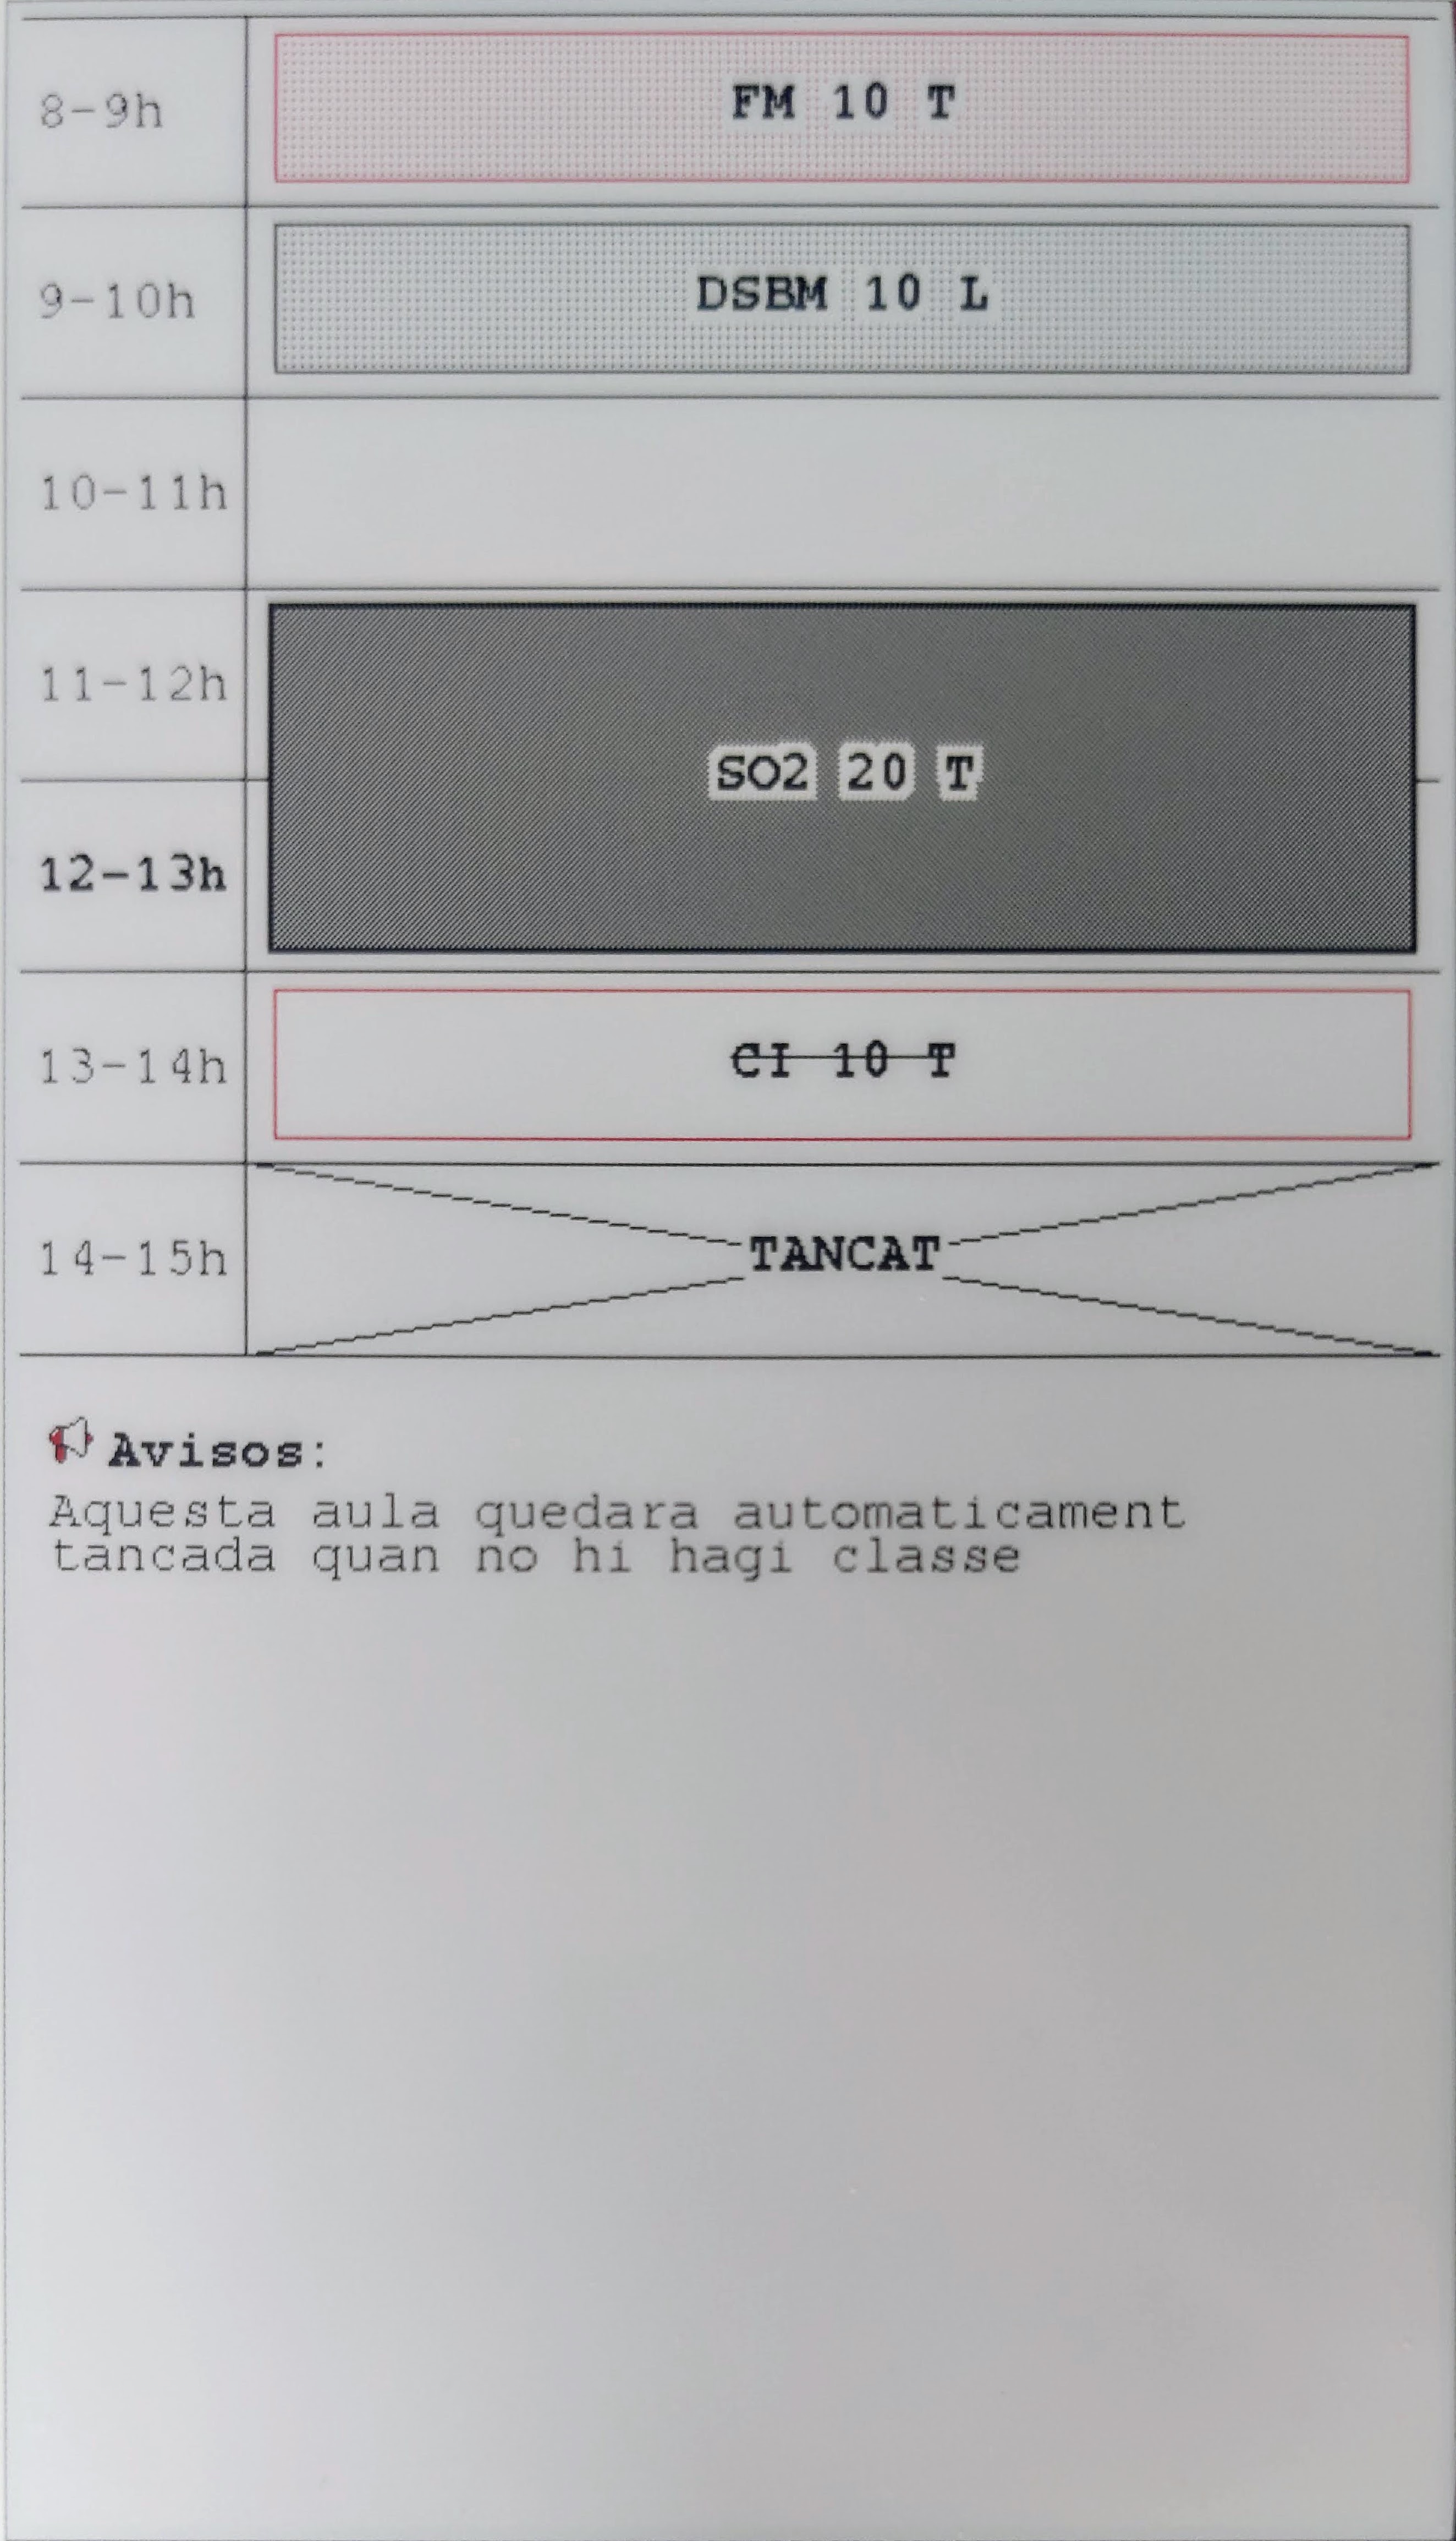 8-9h FM 10 T
9-10h DSBM 10 L
10-11h
11-12h
SO2 20 T
12-13h
13-14h CI 10 T
14-15h TANCAT
Avisos:
Aquesta aula quedara automaticament
tancada quan no hi hagi classe